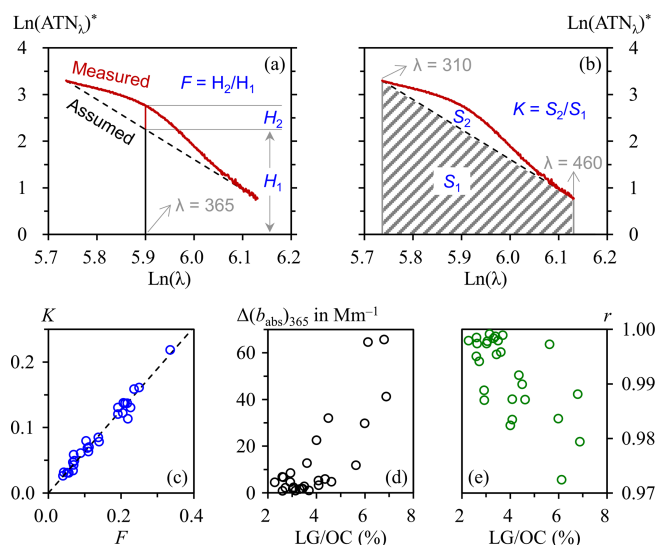 Ln(ATNλ)*
Ln(ATNλ)*
4
3
2
1
0
(a)
Measured
Assumed
F = H2/H1
H2
H1
λ = 365
5.7
5.8
5.9
6.0
6.1
6.2
Ln(λ)
4
3
2
1
0
(b)
λ = 310
K = S2/S1
S2
S1
λ = 460
5.7
5.8
5.9
6.0
6.1
6.2
Ln(λ)
K
0.2
0.1
0.0
(c)
0.0
0.1
0.2
0.3
0.4
F
Δ(babs)365 in Mm−1
60
40
20
0
(d)
2
4
6
8
LG/OC (%)
r
(e)
1.00
0.99
0.98
0.97
2
4
6
8
LG/OC (%)